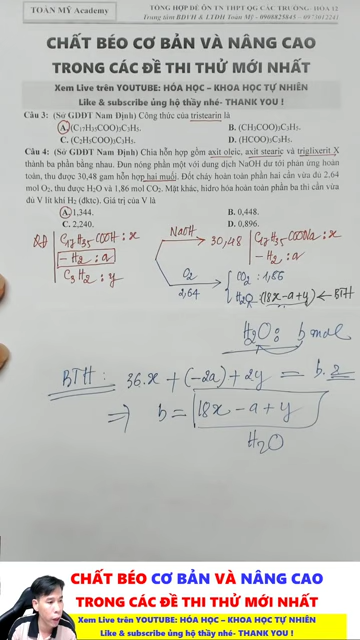 TOÀN MỸ Academy
TỔNG HỢP ĐỀ ÔN TN THPT QG CÁC TRƯỜNG- HOÁ 12
Trung tâm BDVH & LTĐH Toàn Mỹ - 0908825845 - 0973012281
CHẤT BÉO CƠ BẢN VÀ NÂNG CAO
TRONG CÁC ĐỀ THI THỬ MỚI NHẤT
Xem Live trên YOUTUBE: HÓA HỌC – KHOA HỌC TỰ NHIÊN
Like & subscribe ủng hộ thầy nhé- THANK YOU !
Câu 3: (Sở GDĐT Nam Định) Công thức của tristearin là
A. (C17H35COO)3C3H5. B. (CH3COO)3C3H5.
C. (C2H5COO)3C3H5. D. (HCOO)3C3H5.
Câu 4: (Sở GDĐT Nam Định) Chia hỗn hợp gồm axit oleic, axit stearic và triglixerit X
thành ba phần bằng nhau. Đun nóng phần một với dung dịch NaOH dư tới phản ứng hoàn
toàn, thu được 30,48 gam hỗn hợp hai muối. Đốt cháy hoàn toàn phần hai cần vừa đủ 2,64
mol O2, thu được H2O và 1,86 mol CO2. Mặt khác, hiđro hóa hoàn toàn phần ba thì cần vừa
đủ V lít khí H2 (đktc). Giá trị của V là
A. 1,344. B. 0,448.
C. 2,240. D. 0,896.
C17H35COOH : x NaOH 30,48 C17H35COONa : x
- H2 : a - H2 : a
C3H2 : y O2 2,64 CO2 : 1,86
H2O : (18x-a+y) ← BTH
H2O : b mol
BTH : 36.x + (-2a) + 2y = b.2
⇒ b = 18x - a + y
H2O
CHẤT BÉO CƠ BẢN VÀ NÂNG CAO
TRONG CÁC ĐỀ THI THỬ MỚI NHẤT
Xem Live trên YOUTUBE: HÓA HỌC – KHOA HỌC TỰ NHIÊN
Like & subscribe ủng hộ thầy nhé- THANK YOU !